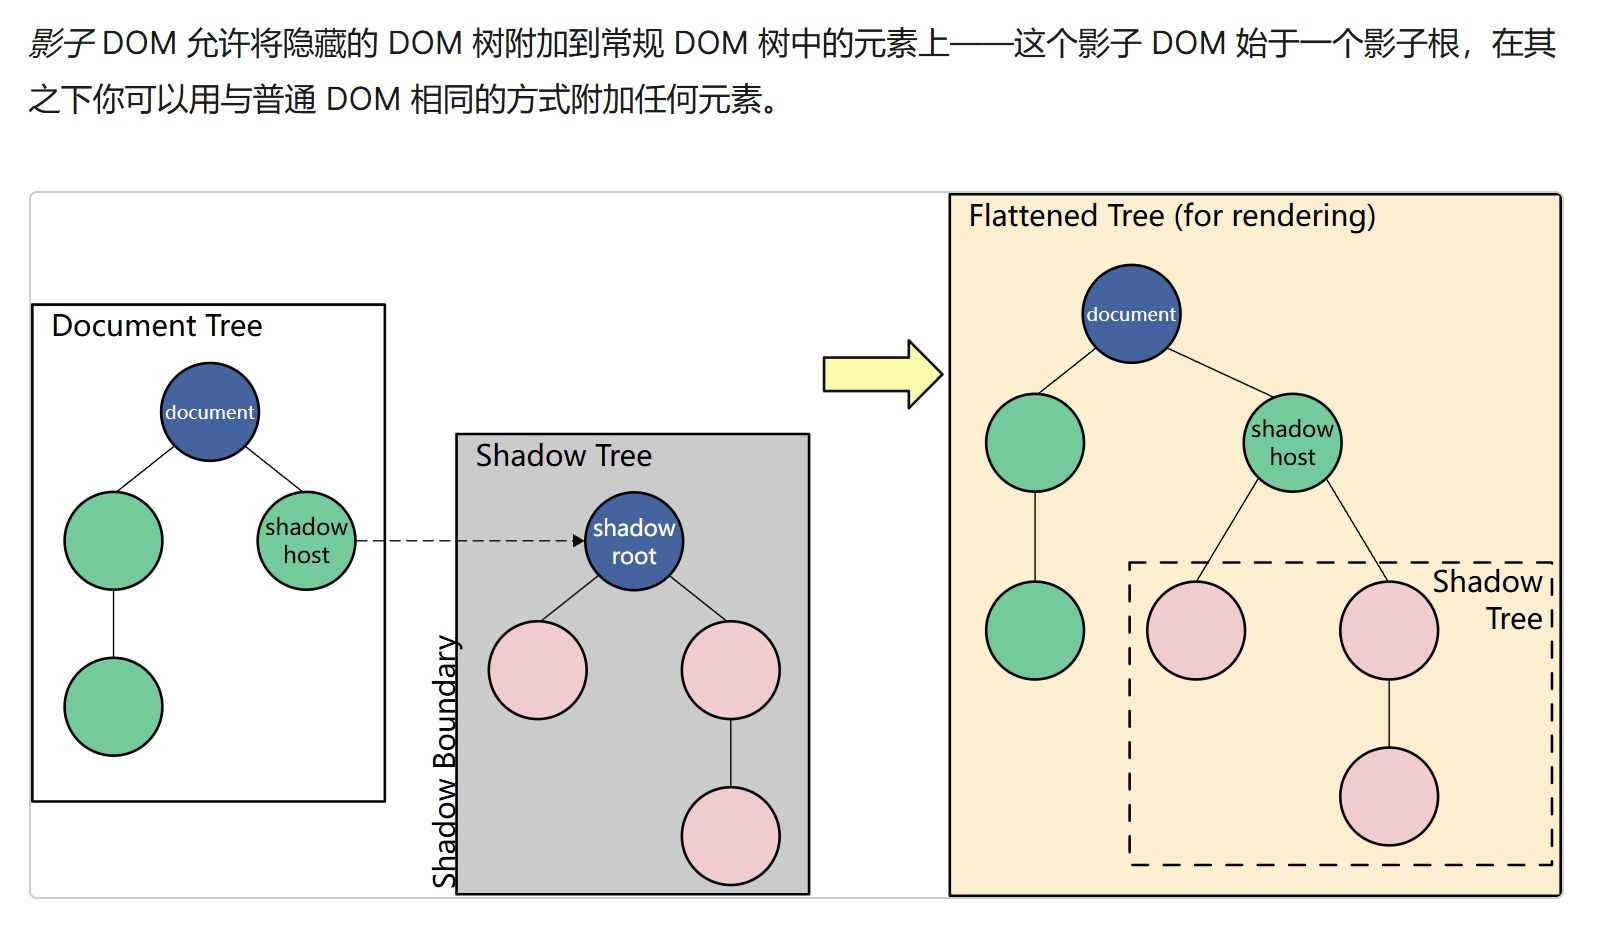 影子 DOM 允许将隐藏的 DOM 树附加到常规 DOM 树中的元素上——这个影子 DOM 始于一个影子根，在其
之下你可以用与普通 DOM 相同的方式附加任何元素。
Document Tree
document
shadow
host
Shadow Tree
shadow
root
Shadow Boundary
Flattened Tree (for rendering)
document
shadow
host
Shadow
Tree